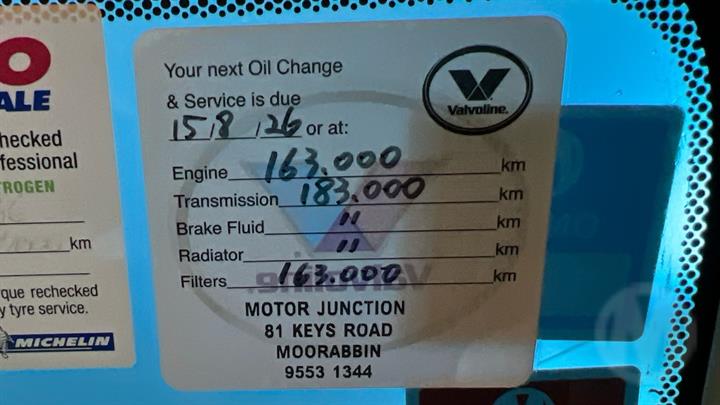 O
ALE
hecked
fessional
TROGEN
km
que rechecked
y tyre service.
MICHELIN
Your next Oil Change
& Service is due
15/8/26 or at:
Valvoline.
Engine 163.000 km
Transmission 183.000 km
Brake Fluid " km
Radiator " km
Filters 163.000 km
MOTOR JUNCTION
81 KEYS ROAD
MOORABBIN
9553 1344